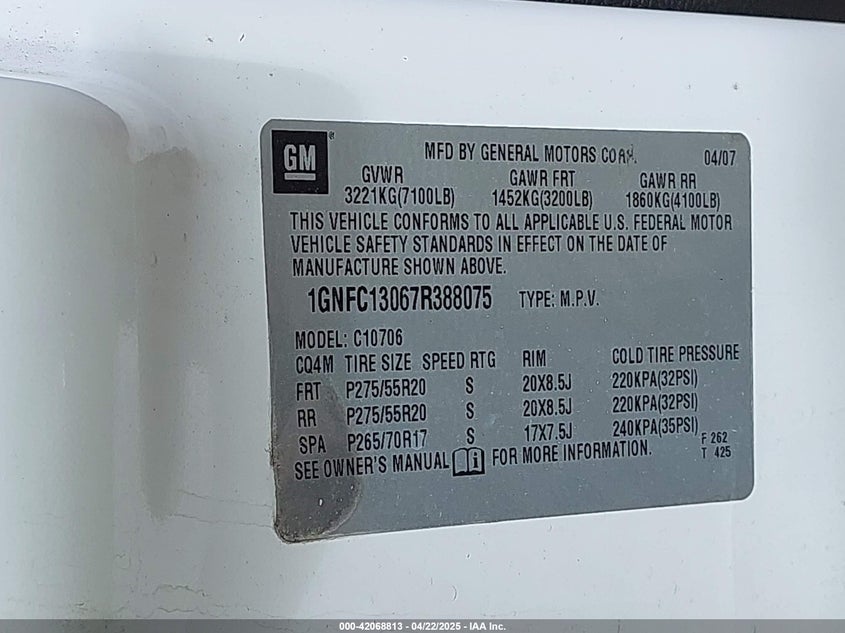 GM ®
MFD BY GENERAL MOTORS CORP. 04/07
GVWR GAWR FRT GAWR RR
3221KG(7100LB) 1452KG(3200LB) 1860KG(4100LB)
THIS VEHICLE CONFORMS TO ALL APPLICABLE U.S. FEDERAL MOTOR
VEHICLE SAFETY STANDARDS IN EFFECT ON THE DATE OF
MANUFACTURE SHOWN ABOVE.
1GNFC13067R388075 TYPE: M.P.V.
MODEL: C10706
CQ4M TIRE SIZE SPEED RTG RIM COLD TIRE PRESSURE
FRT P275/55R20 S 20X8.5J 220KPA(32PSI)
RR P275/55R20 S 20X8.5J 220KPA(32PSI)
SPA P265/70R17 S 17X7.5J 240KPA(35PSI) F 262
SEE OWNER'S MANUAL FOR MORE INFORMATION. T 425
000-42068813 - 04/22/2025 - IAA Inc.